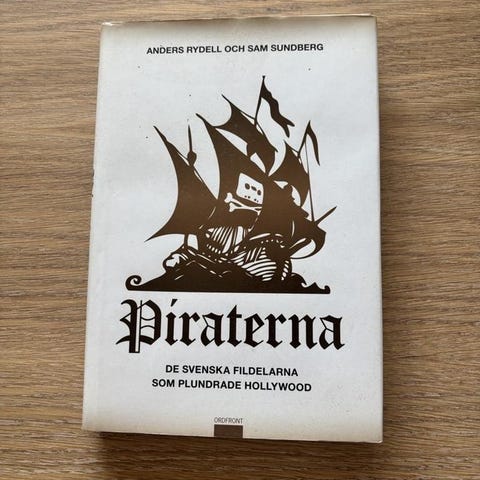 ANDERS RYDELL OCH SAM SUNDBERG
Piraterna
DE SVENSKA FILDELARNA
SOM PLUNDRADE HOLLYWOOD
ORDFRONT